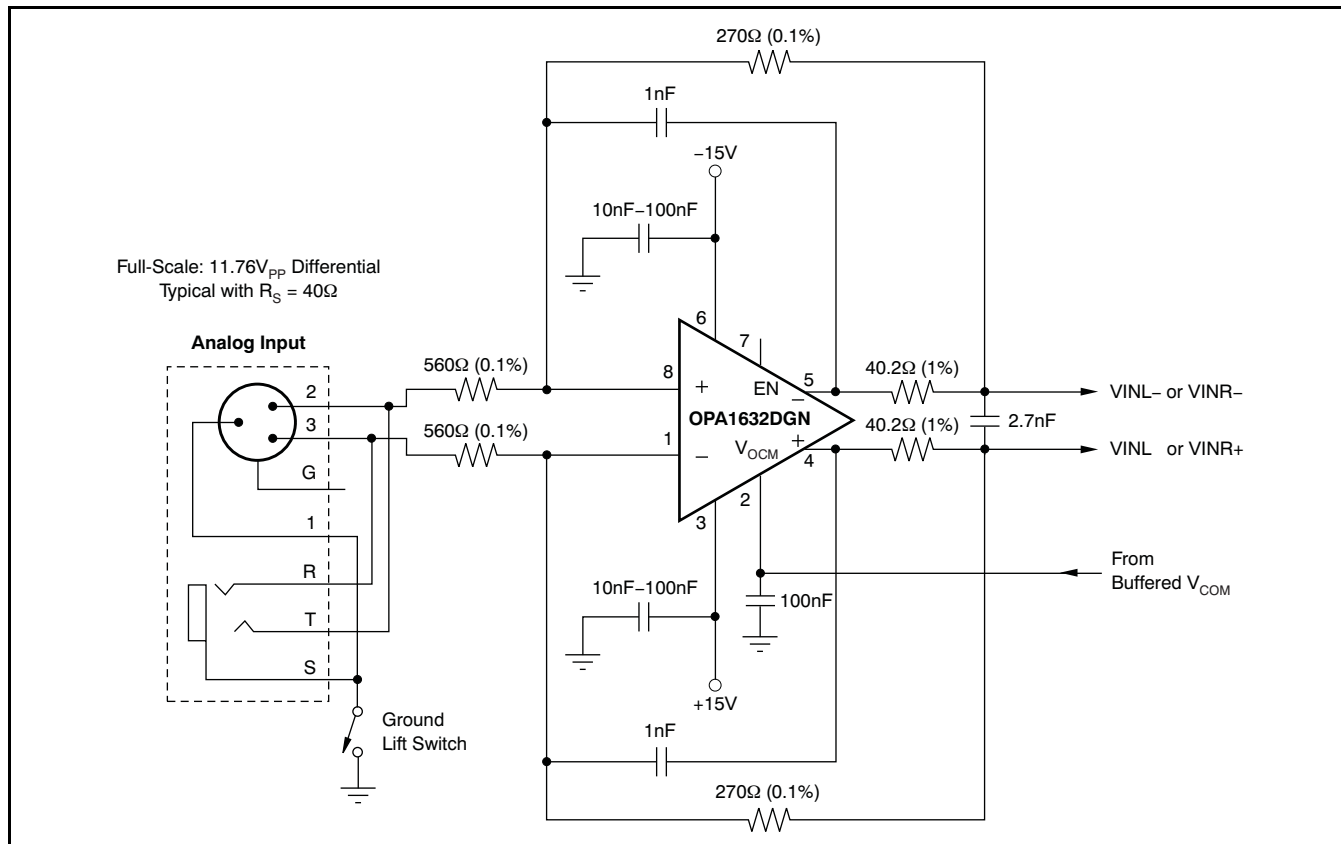 270Ω (0.1%)
1nF
−15V
10nF−100nF
Full-Scale: 11.76VPP Differential
Typical with RS = 40Ω
Analog Input
6
7
2
560Ω (0.1%)
8
+
EN
5
−
40.2Ω (1%)
VINL− or VINR−
OPA1632DGN
2.7nF
3
560Ω (0.1%)
1
−
VOCM
+
4
40.2Ω (1%)
VINL or VINR+
G
3
2
1
From
Buffered VCOM
R
10nF−100nF
100nF
T
S
+15V
Ground
Lift Switch
1nF
270Ω (0.1%)